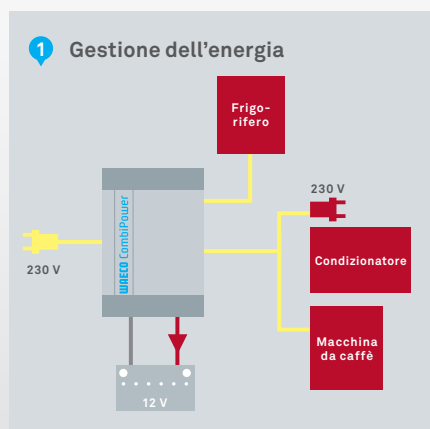 1 Gestione dell'energia
Frigo-
rifero
230 V
230 V
WAECO CombiPower
Condizionatore
Macchina
da caffè
12 V